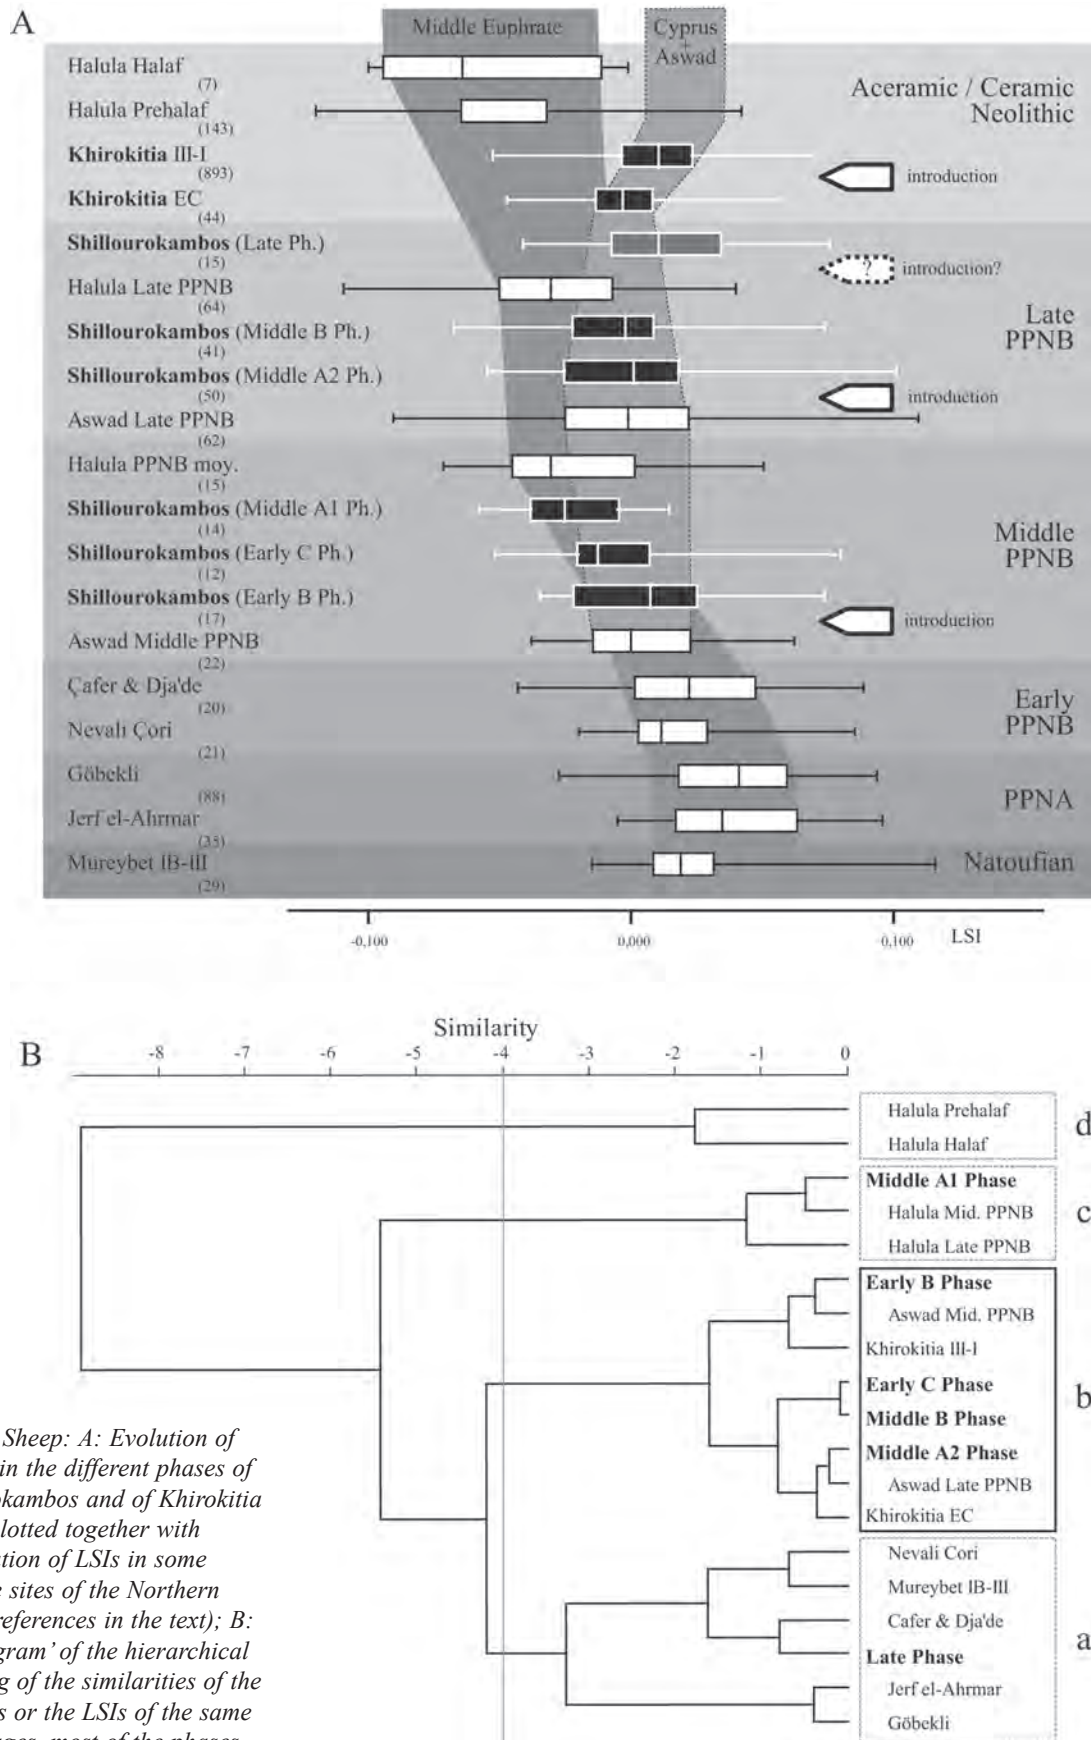 A
Middle Euphrate
Cyprus
+
Aswad
Halula Halaf
(7)
Halula Prehalaf
(143)
Khirokitia III-I
(893)
Khirokitia EC
(44)
Shillourokambos (Late Ph.)
(15)
Halula Late PPNB
(64)
Shillourokambos (Middle B Ph.)
(41)
Shillourokambos (Middle A2 Ph.)
(50)
Aswad Late PPNB
(62)
Halula PPNB moy.
(15)
Shillourokambos (Middle A1 Ph.)
(14)
Shillourokambos (Early C Ph.)
(12)
Shillourokambos (Early B Ph.)
(17)
Aswad Middle PPNB
(22)
Çafer & Dja'de
(20)
Nevalı Çori
(21)
Göbekli
(88)
Jerf el-Ahrmar
(35)
Mureybet IB-III
(29)
Aceramic / Ceramic
Neolithic
introduction
? introduction?
Late
PPNB
introduction
Middle
PPNB
introduction
Early
PPNB
PPNA
Natoufian
-0,100 0,000 0,100 LSI
B
Similarity
-8 -7 -6 -5 -4 -3 -2 -1 0
Halula Prehalaf
Halula Halaf
d
Middle A1 Phase
Halula Mid. PPNB
Halula Late PPNB
c
Early B Phase
Aswad Mid. PPNB
Khirokitia III-I
Early C Phase
Middle B Phase
Middle A2 Phase
Aswad Late PPNB
Khirokitia EC
b
Nevali Cori
Mureybet IB-III
Cafer & Dja'de
Late Phase
Jerf el-Ahrmar
Göbekli
a
Sheep: A: Evolution of
in the different phases of
okambos and of Khirokitia
lotted together with
ation of LSIs in some
e sites of the Northern
references in the text); B:
gram' of the hierarchical
g of the similarities of the
s or the LSIs of the same
ages, most of the phases